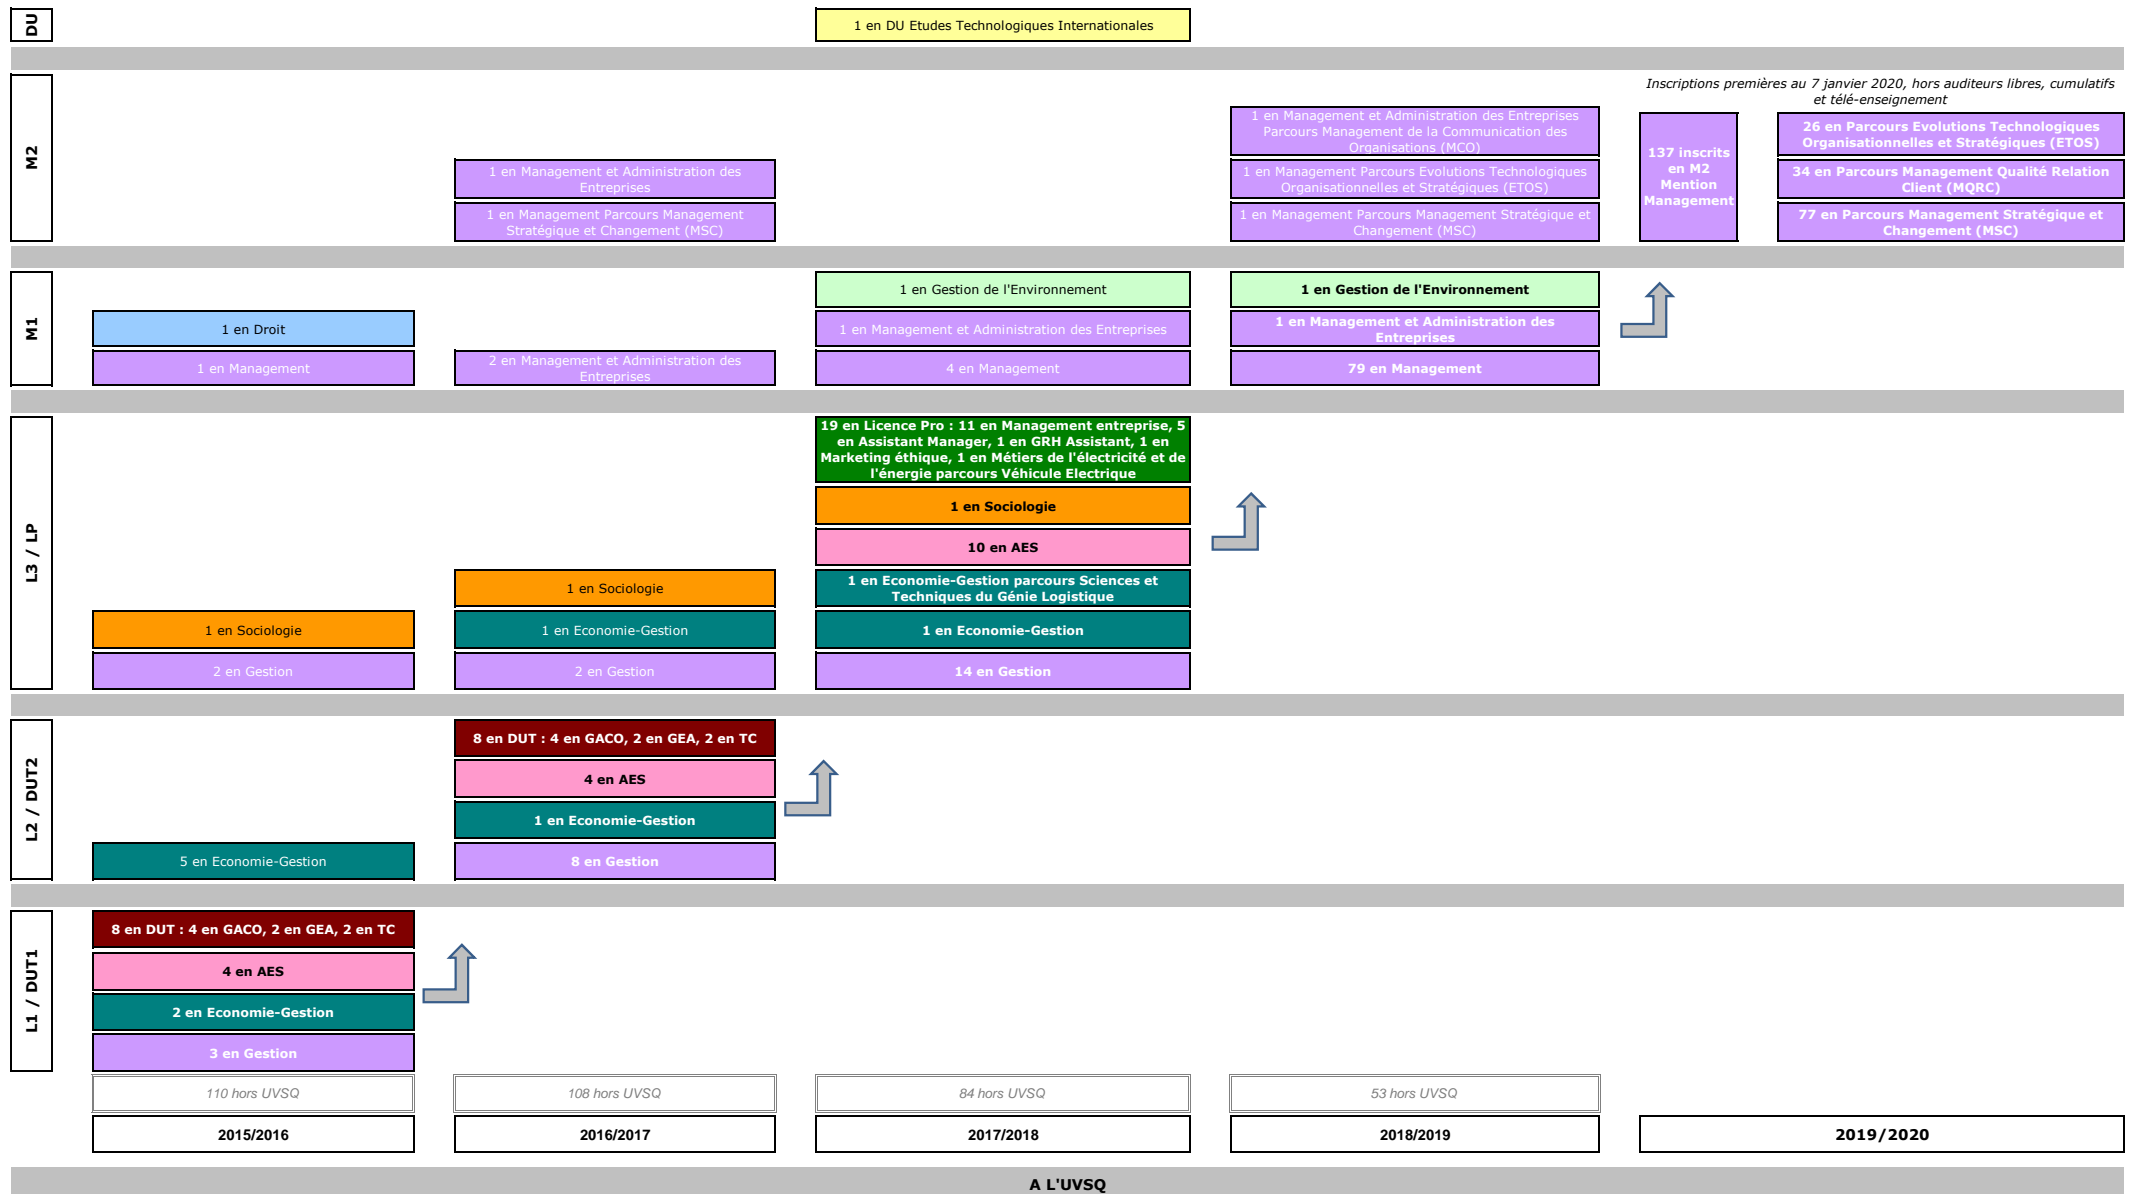 DU
1 en DU Etudes Technologiques Internationales
M2
Inscriptions premières au 7 janvier 2020, hors auditeurs libres, cumulatifs
et télé-enseignement
1 en Management et Administration des
Entreprises
1 en Management Parcours Management
Stratégique et Changement (MSC)
1 en Management et Administration des Entreprises
Parcours Management de la Communication des
Organisations (MCO)
1 en Management Parcours Evolutions Technologiques
Organisationnelles et Stratégiques (ETOS)
1 en Management Parcours Management Stratégique et
Changement (MSC)
137 inscrits
en M2
Mention
Management
26 en Parcours Evolutions Technologiques
Organisationnelles et Stratégiques (ETOS)
34 en Parcours Management Qualité Relation
Client (MQRC)
77 en Parcours Management Stratégique et
Changement (MSC)
M1
1 en Droit
1 en Management
2 en Management et Administration des
Entreprises
1 en Gestion de l'Environnement
1 en Management et Administration des Entreprises
4 en Management
1 en Gestion de l'Environnement
1 en Management et Administration des
Entreprises
79 en Management
L3 / LP
1 en Sociologie
2 en Gestion
1 en Sociologie
1 en Economie-Gestion
2 en Gestion
19 en Licence Pro : 11 en Management entreprise, 5
en Assistant Manager, 1 en GRH Assistant, 1 en
Marketing éthique, 1 en Métiers de l'électricité et de
l'énergie parcours Véhicule Electrique
1 en Sociologie
10 en AES
1 en Economie-Gestion parcours Sciences et
Techniques du Génie Logistique
1 en Economie-Gestion
14 en Gestion
L2 / DUT2
5 en Economie-Gestion
8 en DUT : 4 en GACO, 2 en GEA, 2 en TC
4 en AES
1 en Economie-Gestion
8 en Gestion
L1 / DUT1
8 en DUT : 4 en GACO, 2 en GEA, 2 en TC
4 en AES
2 en Economie-Gestion
3 en Gestion
110 hors UVSQ
108 hors UVSQ
84 hors UVSQ
53 hors UVSQ
2015/2016
2016/2017
2017/2018
2018/2019
2019/2020
A L'UVSQ